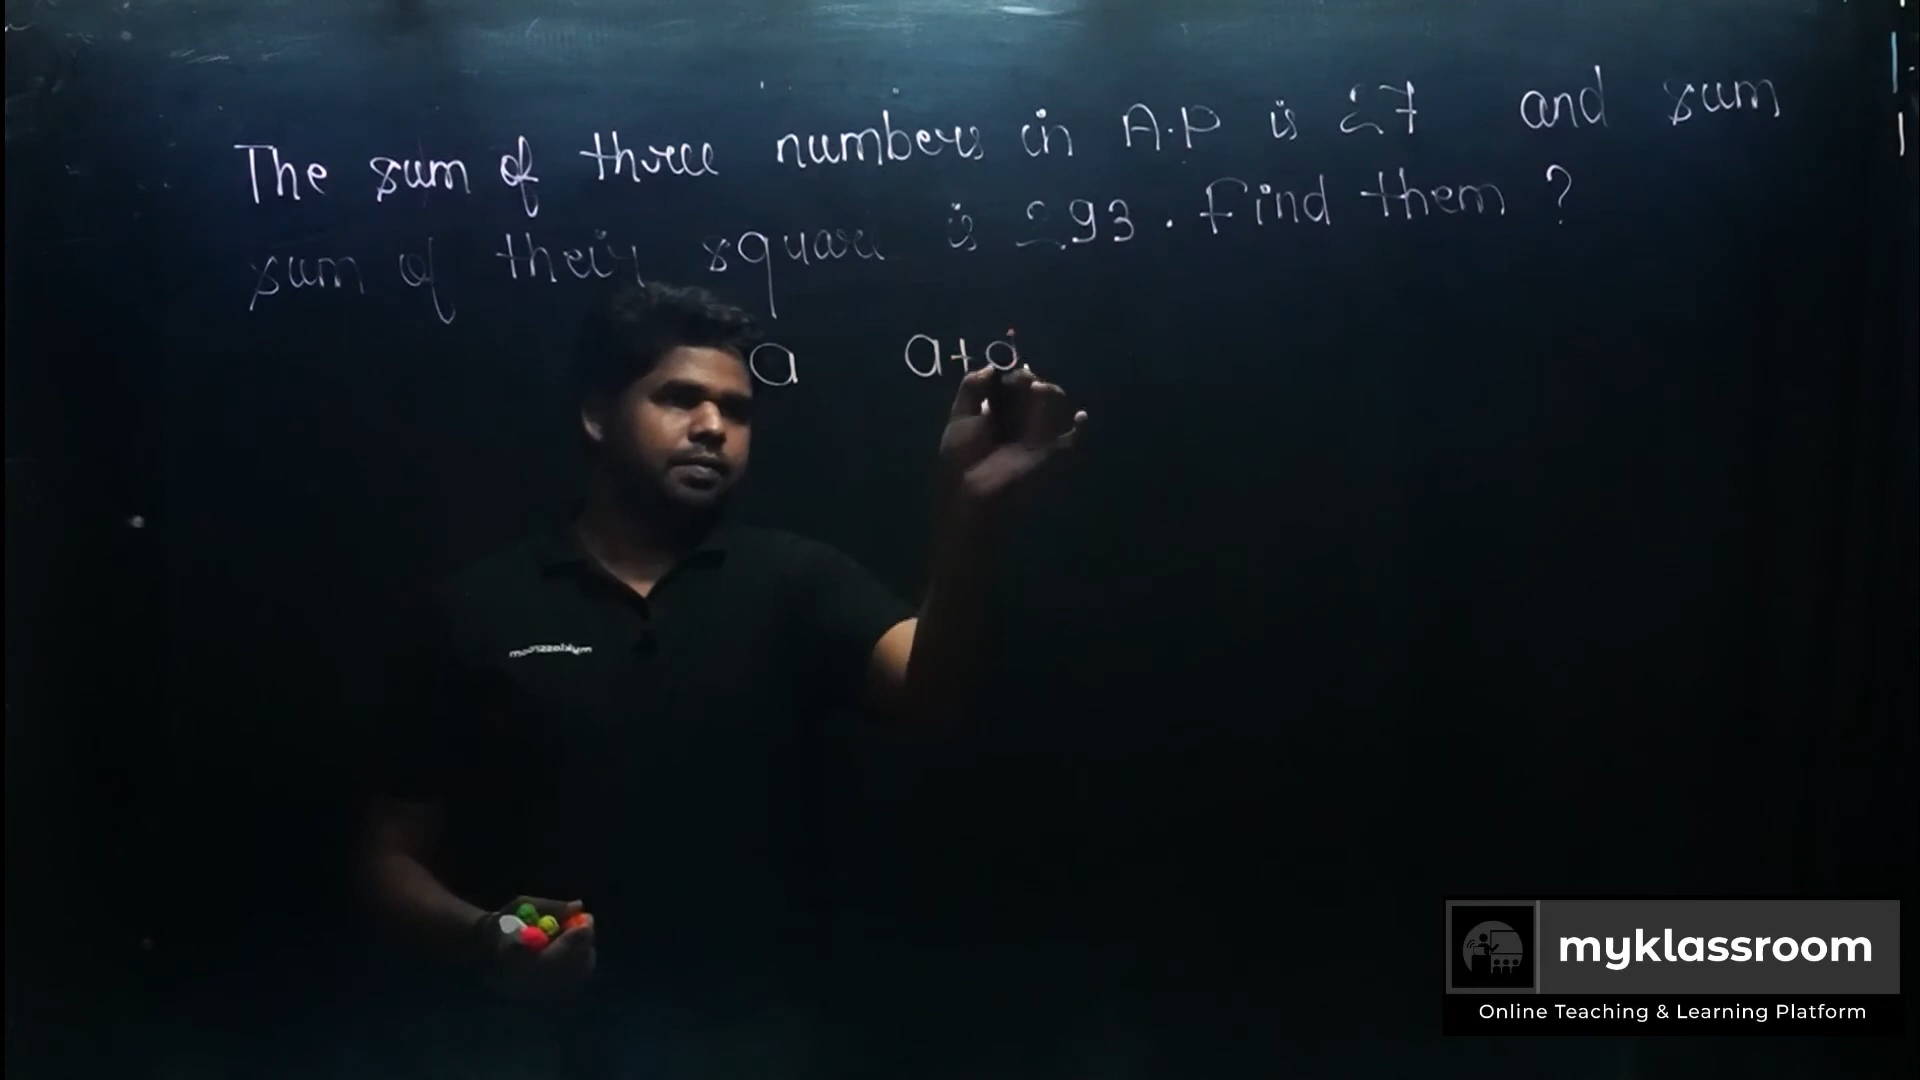 The sum of three numbers in A.P is 27 and sum
sum of their square is 293. Find them ?
a a+d
myklassroom
myklassroom
Online Teaching & Learning Platform